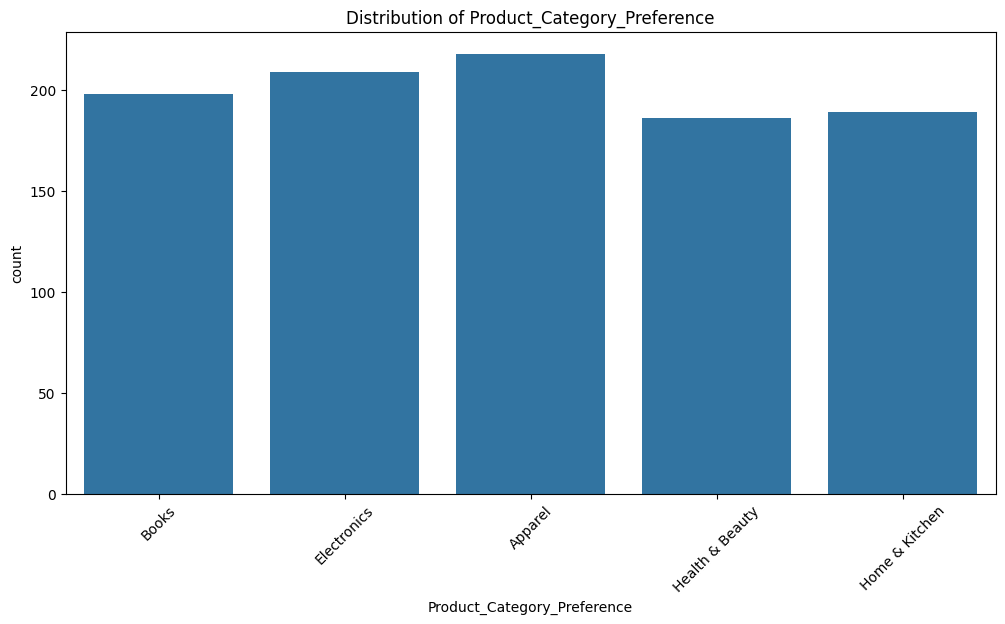 Distribution of Product_Category_Preference
200
150
100
50
0
count
Books
Electronics
Apparel
Health & Beauty
Home & Kitchen
Product_Category_Preference